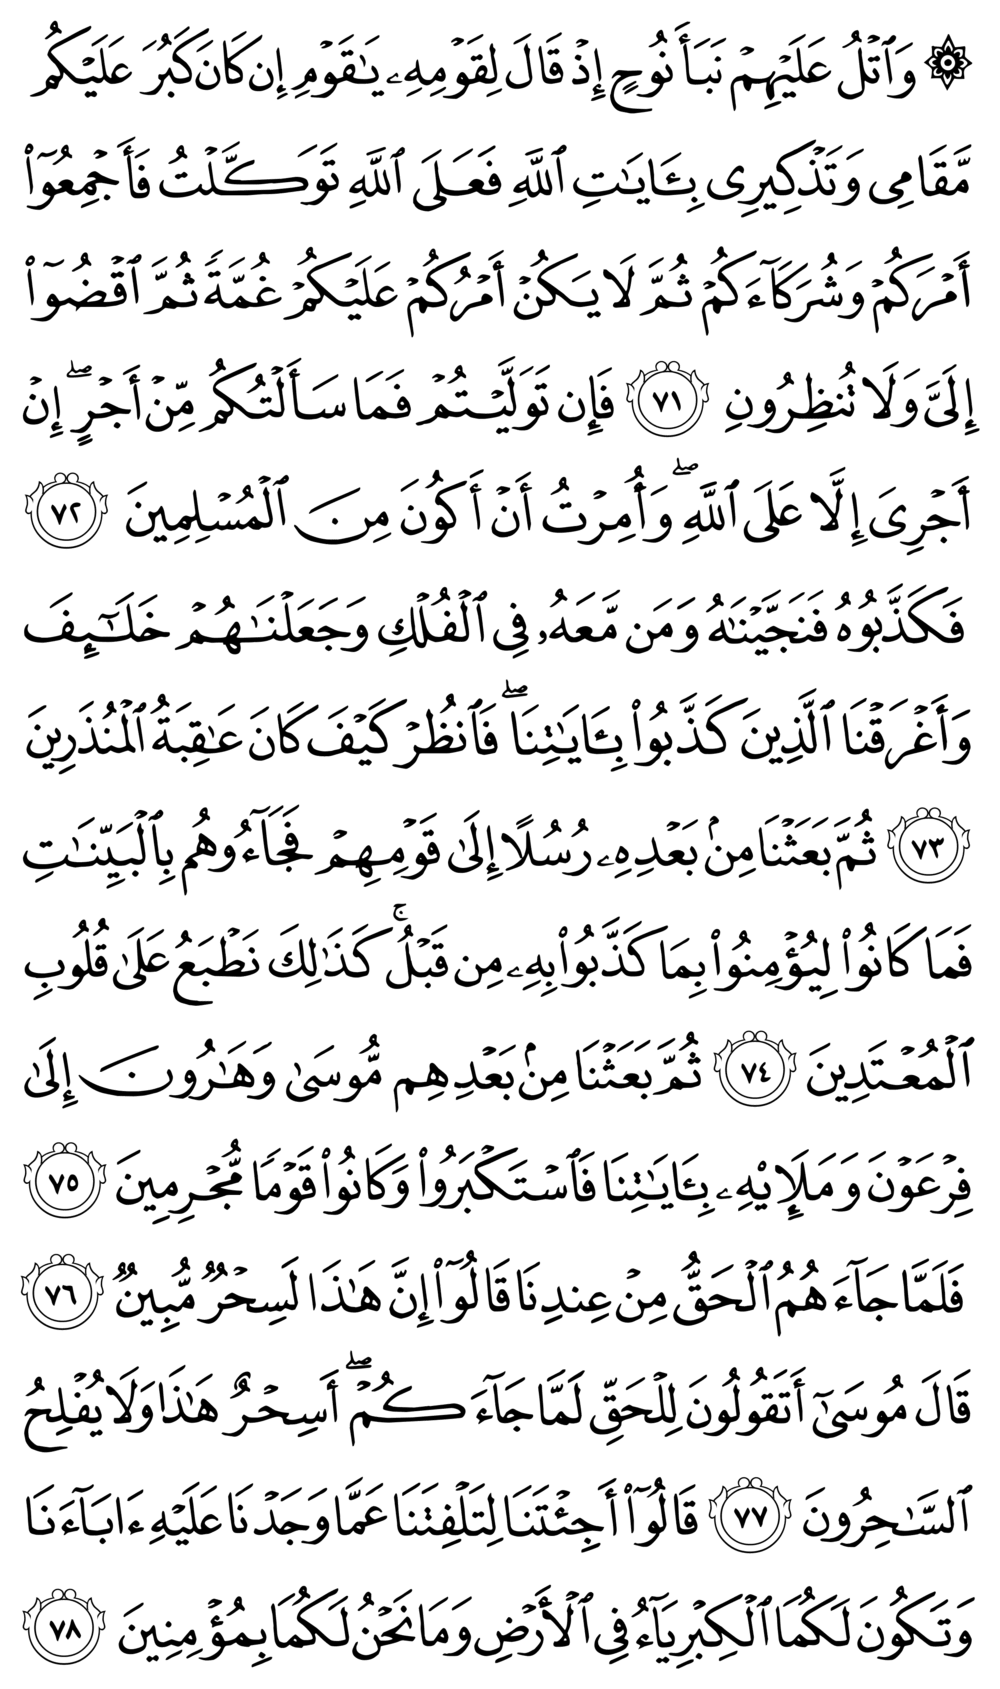 ۞ وَٱتۡلُ عَلَيۡهِمۡ نَبَأَ نُوحٍ إِذۡ قَالَ لِقَوۡمِهِۦ يَٰقَوۡمِ إِن كَانَ كَبُرَ عَلَيۡكُم
مَّقَامِي وَتَذۡكِيرِي بِـَٔايَٰتِ ٱللَّهِ فَعَلَى ٱللَّهِ تَوَكَّلۡتُ فَأَجۡمِعُوٓاْ
أَمۡرَكُمۡ وَشُرَكَآءَكُمۡ ثُمَّ لَا يَكُنۡ أَمۡرُكُمۡ عَلَيۡكُمۡ غُمَّةٗ ثُمَّ ٱقۡضُوٓاْ
إِلَيَّ وَلَا تُنظِرُونِ ٧١ فَإِن تَوَلَّيۡتُمۡ فَمَا سَأَلۡتُكُم مِّنۡ أَجۡرٍۖ إِنۡ
أَجۡرِيَ إِلَّا عَلَى ٱللَّهِۖ وَأُمِرۡتُ أَنۡ أَكُونَ مِنَ ٱلۡمُسۡلِمِينَ ٧٢
فَكَذَّبُوهُ فَنَجَّيۡنَٰهُ وَمَن مَّعَهُۥ فِي ٱلۡفُلۡكِ وَجَعَلۡنَٰهُمۡ خَلَٰٓئِفَ
وَأَغۡرَقۡنَا ٱلَّذِينَ كَذَّبُواْ بِـَٔايَٰتِنَاۖ فَٱنظُرۡ كَيۡفَ كَانَ عَٰقِبَةُ ٱلۡمُنذَرِينَ
٧٣ ثُمَّ بَعَثۡنَا مِنۢ بَعۡدِهِۦ رُسُلًا إِلَىٰ قَوۡمِهِمۡ فَجَآءُوهُم بِٱلۡبَيِّنَٰتِ
فَمَا كَانُواْ لِيُؤۡمِنُواْ بِمَا كَذَّبُواْ بِهِۦ مِن قَبۡلُۚ كَذَٰلِكَ نَطۡبَعُ عَلَىٰ قُلُوبِ
ٱلۡمُعۡتَدِينَ ٧٤ ثُمَّ بَعَثۡنَا مِنۢ بَعۡدِهِم مُّوسَىٰ وَهَٰرُونَ إِلَىٰ
فِرۡعَوۡنَ وَمَلَإِيْهِۦ بِـَٔايَٰتِنَا فَٱسۡتَكۡبَرُواْ وَكَانُواْ قَوۡمٗا مُّجۡرِمِينَ ٧٥
فَلَمَّا جَآءَهُمُ ٱلۡحَقُّ مِنۡ عِندِنَا قَالُوٓاْ إِنَّ هَٰذَا لَسِحۡرٞ مُّبِينٞ ٧٦
قَالَ مُوسَىٰٓ أَتَقُولُونَ لِلۡحَقِّ لَمَّا جَآءَكُمۡۖ أَسِحۡرٌ هَٰذَا وَلَا يُفۡلِحُ
ٱلسَّٰحِرُونَ ٧٧ قَالُوٓاْ أَجِئۡتَنَا لِتَلۡفِتَنَا عَمَّا وَجَدۡنَا عَلَيۡهِ ءَابَآءَنَا
وَتَكُونَ لَكُمَا ٱلۡكِبۡرِيَآءُ فِي ٱلۡأَرۡضِ وَمَا نَحۡنُ لَكُمَا بِمُؤۡمِنِينَ ٧٨